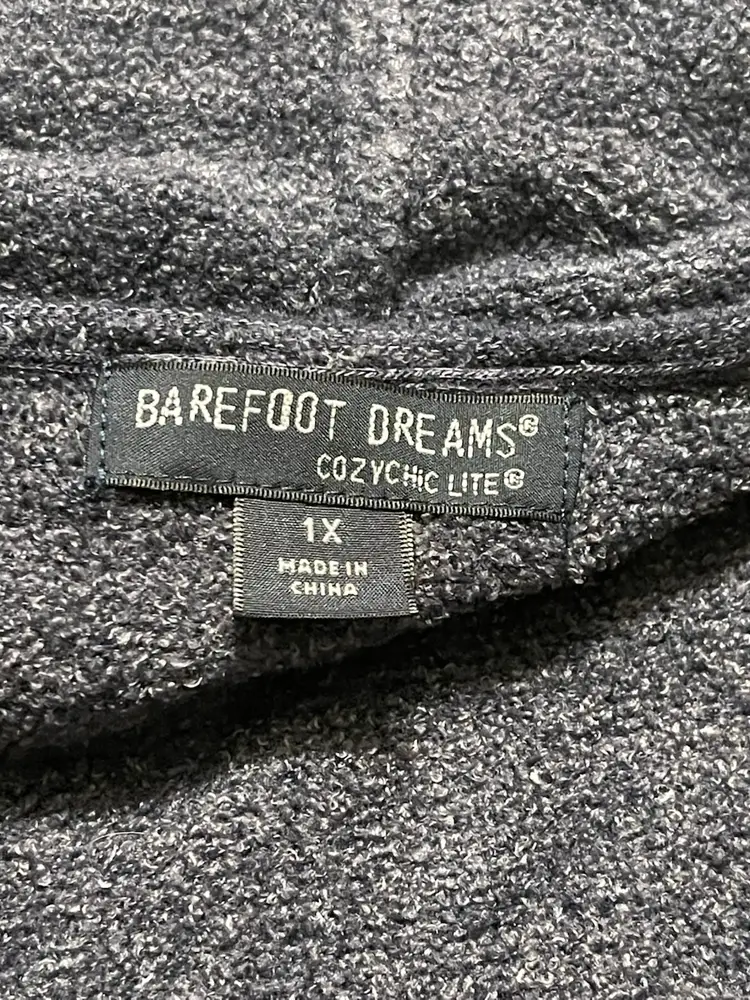 BAREFOOT DREAMS®
COZYCHIC LITE®
1X
MADE IN
CHINA